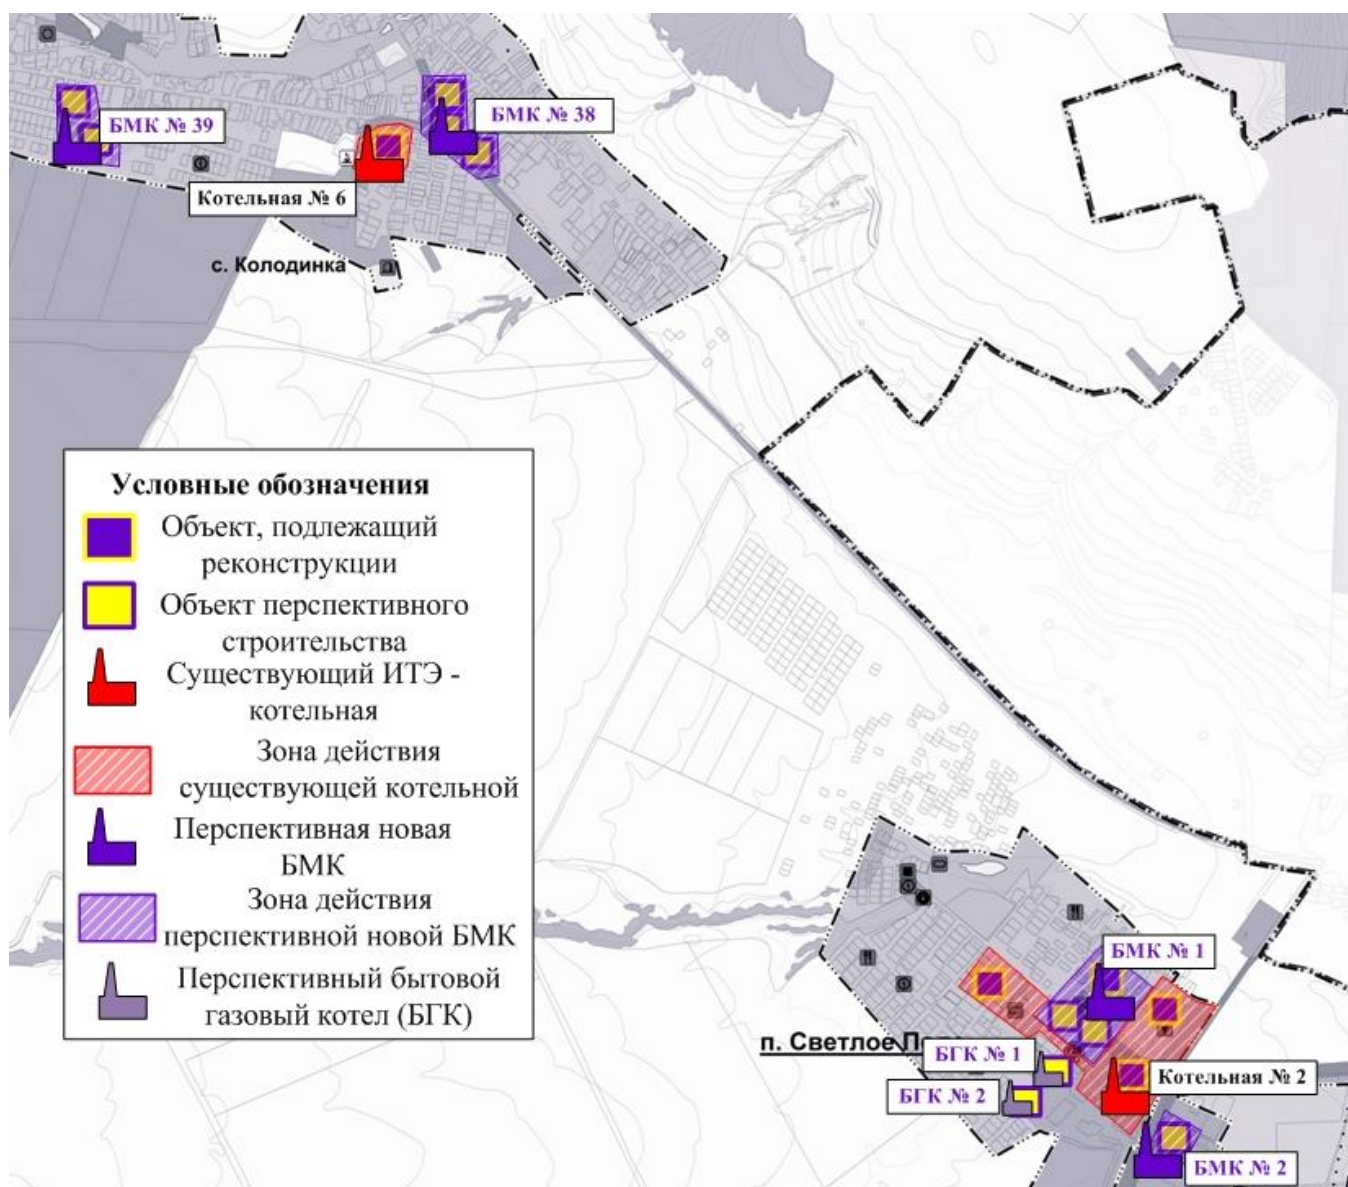 БМК № 39
БМК № 38
Котельная № 6
с. Колодинка
Условные обозначения
Объект, подлежащий
реконструкции
Объект перспективного
строительства
Существующий ИТЭ -
котельная
Зона действия
существующей котельной
Перспективная новая
БМК
Зона действия
перспективной новой БМК
Перспективный бытовой
газовый котел (БГК)
БМК № 1
п. Светлое
БГК № 1
Котельная № 2
БГК № 2
БМК № 2